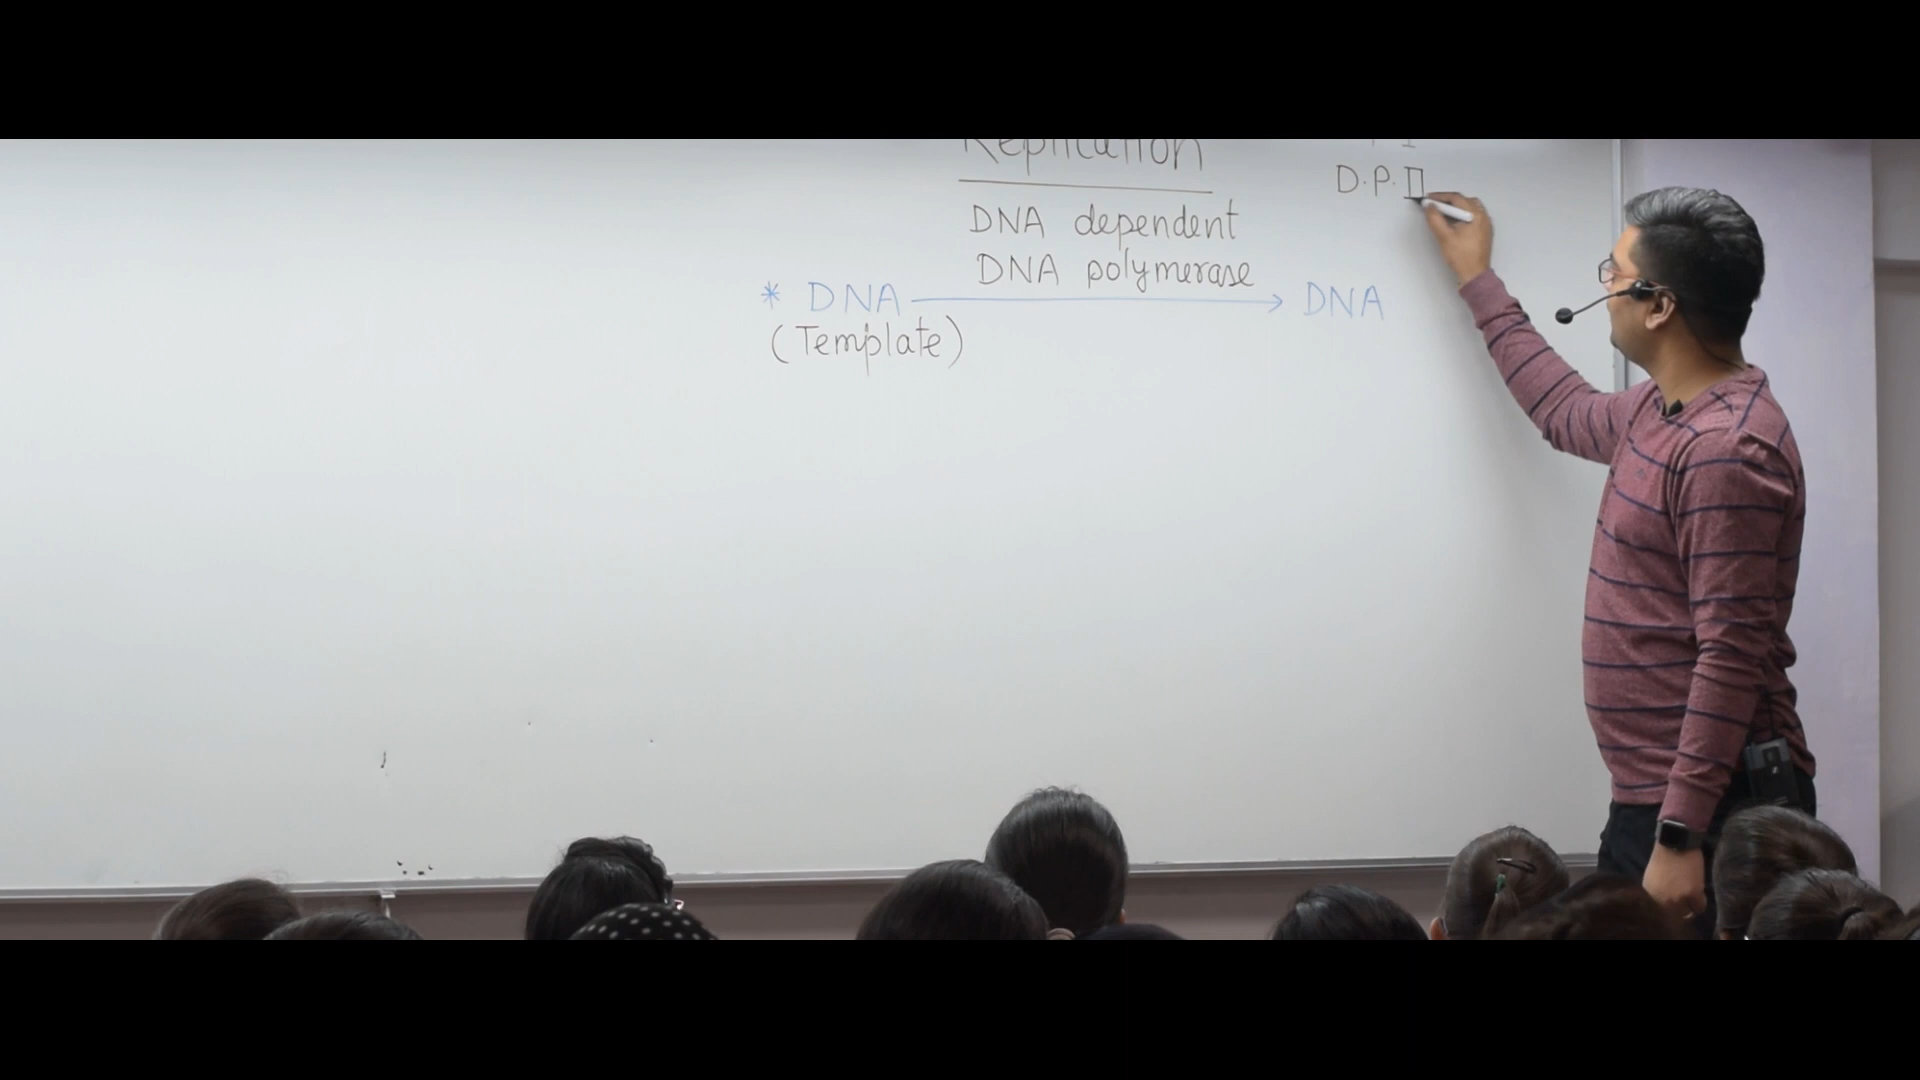 Replication
D.P.II
DNA dependent
DNA polymerase
* DNA → DNA
(Template)